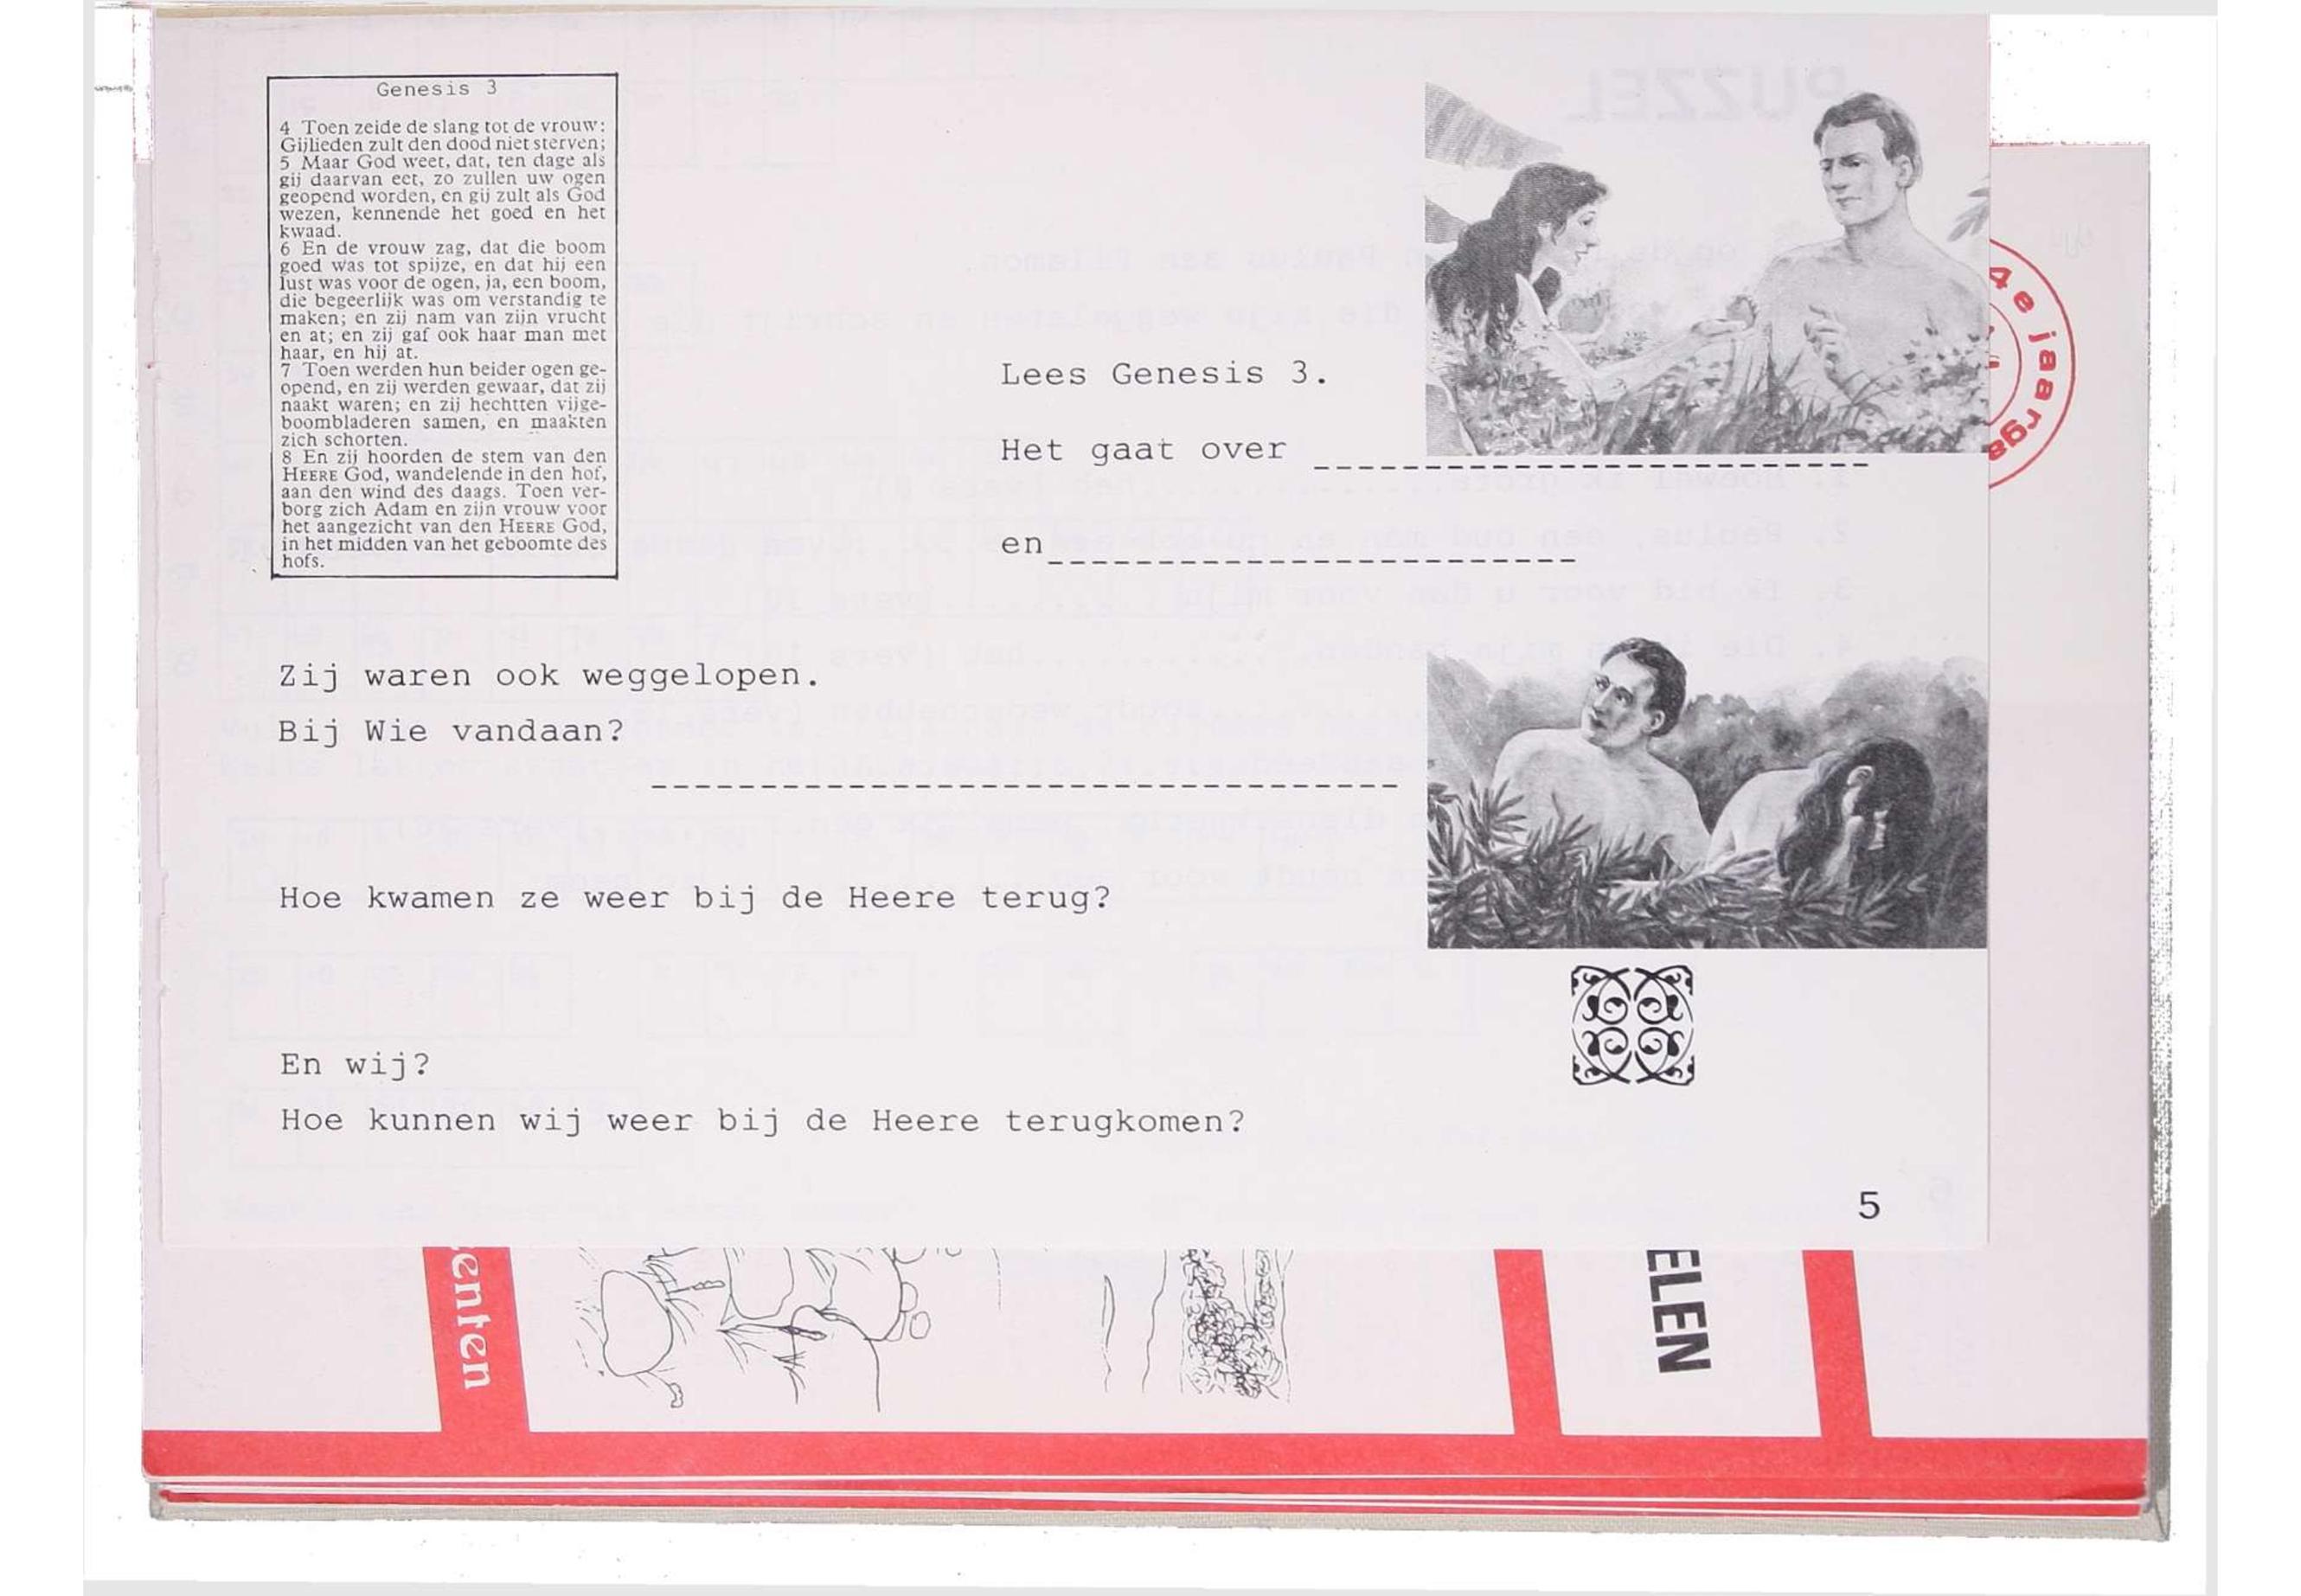 Genesis 3
4 Toen zeide de slang tot de vrouw:
Gijlieden zult den dood niet sterven;
5 Maar God weet, dat, ten dage als
gij daarvan eet, zo zullen uw ogen
geopend worden, en gij zult als God
wezen, kennende het goed en het
kwaad.
6 En de vrouw zag, dat die boom
goed was tot spijze, en dat hij een
lust was voor de ogen, ja, een boom,
die begeerlijk was om verstandig te
maken; en zij nam van zijn vrucht
en at; en zij gaf ook haar man met
haar, en hij at.
7 Toen werden hun beider ogen ge-
opend, en zij werden gewaar, dat zij
naakt waren; en zij hechtten vijge-
boombladeren samen, en maakten
zich schorten.
8 En zij hoorden de stem van den
HEERE God, wandelende in den hof,
aan den wind des daags. Toen ver-
borg zich Adam en zijn vrouw voor
het aangezicht van den HEERE God,
in het midden van het geboomte des
hofs.
Lees Genesis 3.
Het gaat over
en
Zij waren ook weggelopen.
Bij Wie vandaan?
Hoe kwamen ze weer bij de Heere terug?
En wij?
Hoe kunnen wij weer bij de Heere terugkomen?
5
4e jaarga
enten
ELEN
PUZZEL